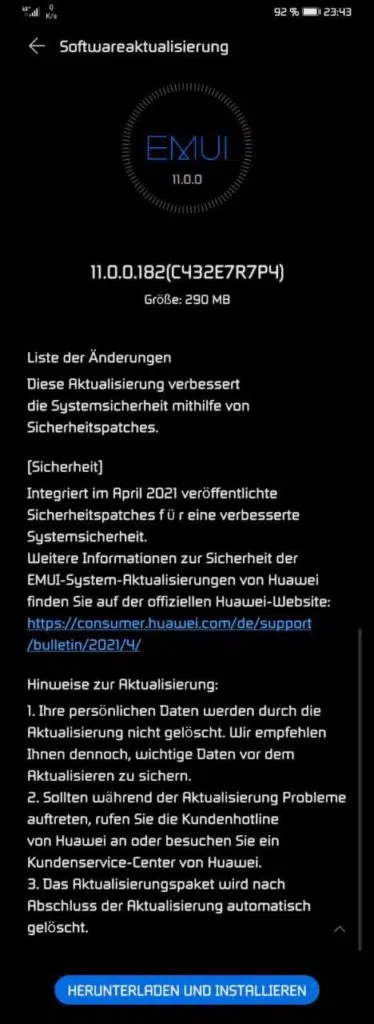 4G+ 0 K/s 92 % 23:43
Softwareaktualisierung
EMUI
11.0.0
11.0.0.182(C432E7R7P4)
Größe: 290 MB
Liste der Änderungen
Diese Aktualisierung verbessert
die Systemsicherheit mithilfe von
Sicherheitspatches.
[Sicherheit]
Integriert im April 2021 veröffentlichte
Sicherheitspatches f ü r eine verbesserte
Systemsicherheit.
Weitere Informationen zur Sicherheit der
EMUI-System-Aktualisierungen von Huawei
finden Sie auf der offiziellen Huawei-Website:
https://consumer.huawei.com/de/support
/bulletin/2021/4/
Hinweise zur Aktualisierung:
1. Ihre persönlichen Daten werden durch die
Aktualisierung nicht gelöscht. Wir empfehlen
Ihnen dennoch, wichtige Daten vor dem
Aktualisieren zu sichern.
2. Sollten während der Aktualisierung Probleme
auftreten, rufen Sie die Kundenhotline
von Huawei an oder besuchen Sie ein
Kundenservice-Center von Huawei.
3. Das Aktualisierungspaket wird nach
Abschluss der Aktualisierung automatisch
gelöscht.
HERUNTERLADEN UND INSTALLIEREN